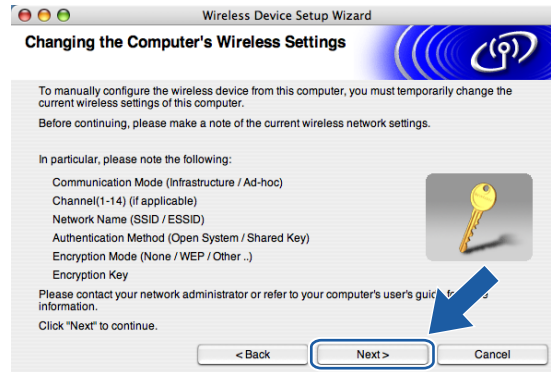 Wireless Device Setup Wizard
Changing the Computer's Wireless Settings
To manually configure the wireless device from this computer, you must temporarily change the
current wireless settings of this computer.
Before continuing, please make a note of the current wireless network settings.
In particular, please note the following:
Communication Mode (Infrastructure / Ad-hoc)
Channel(1-14) (if applicable)
Network Name (SSID / ESSID)
Authentication Method (Open System / Shared Key)
Encryption Mode (None / WEP / Other ..)
Encryption Key
Please contact your network administrator or refer to your computer's user's
information.
Click "Next" to continue.
< Back
Next >
Cancel